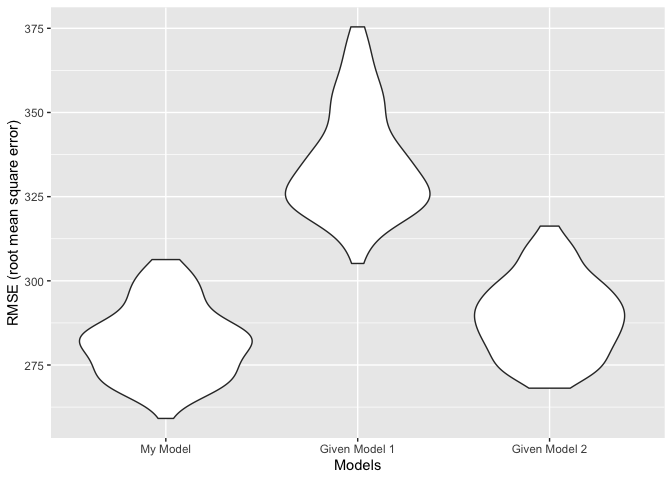 375
350
325
300
275
RMSE (root mean square error)
My Model
Given Model 1
Given Model 2
Models